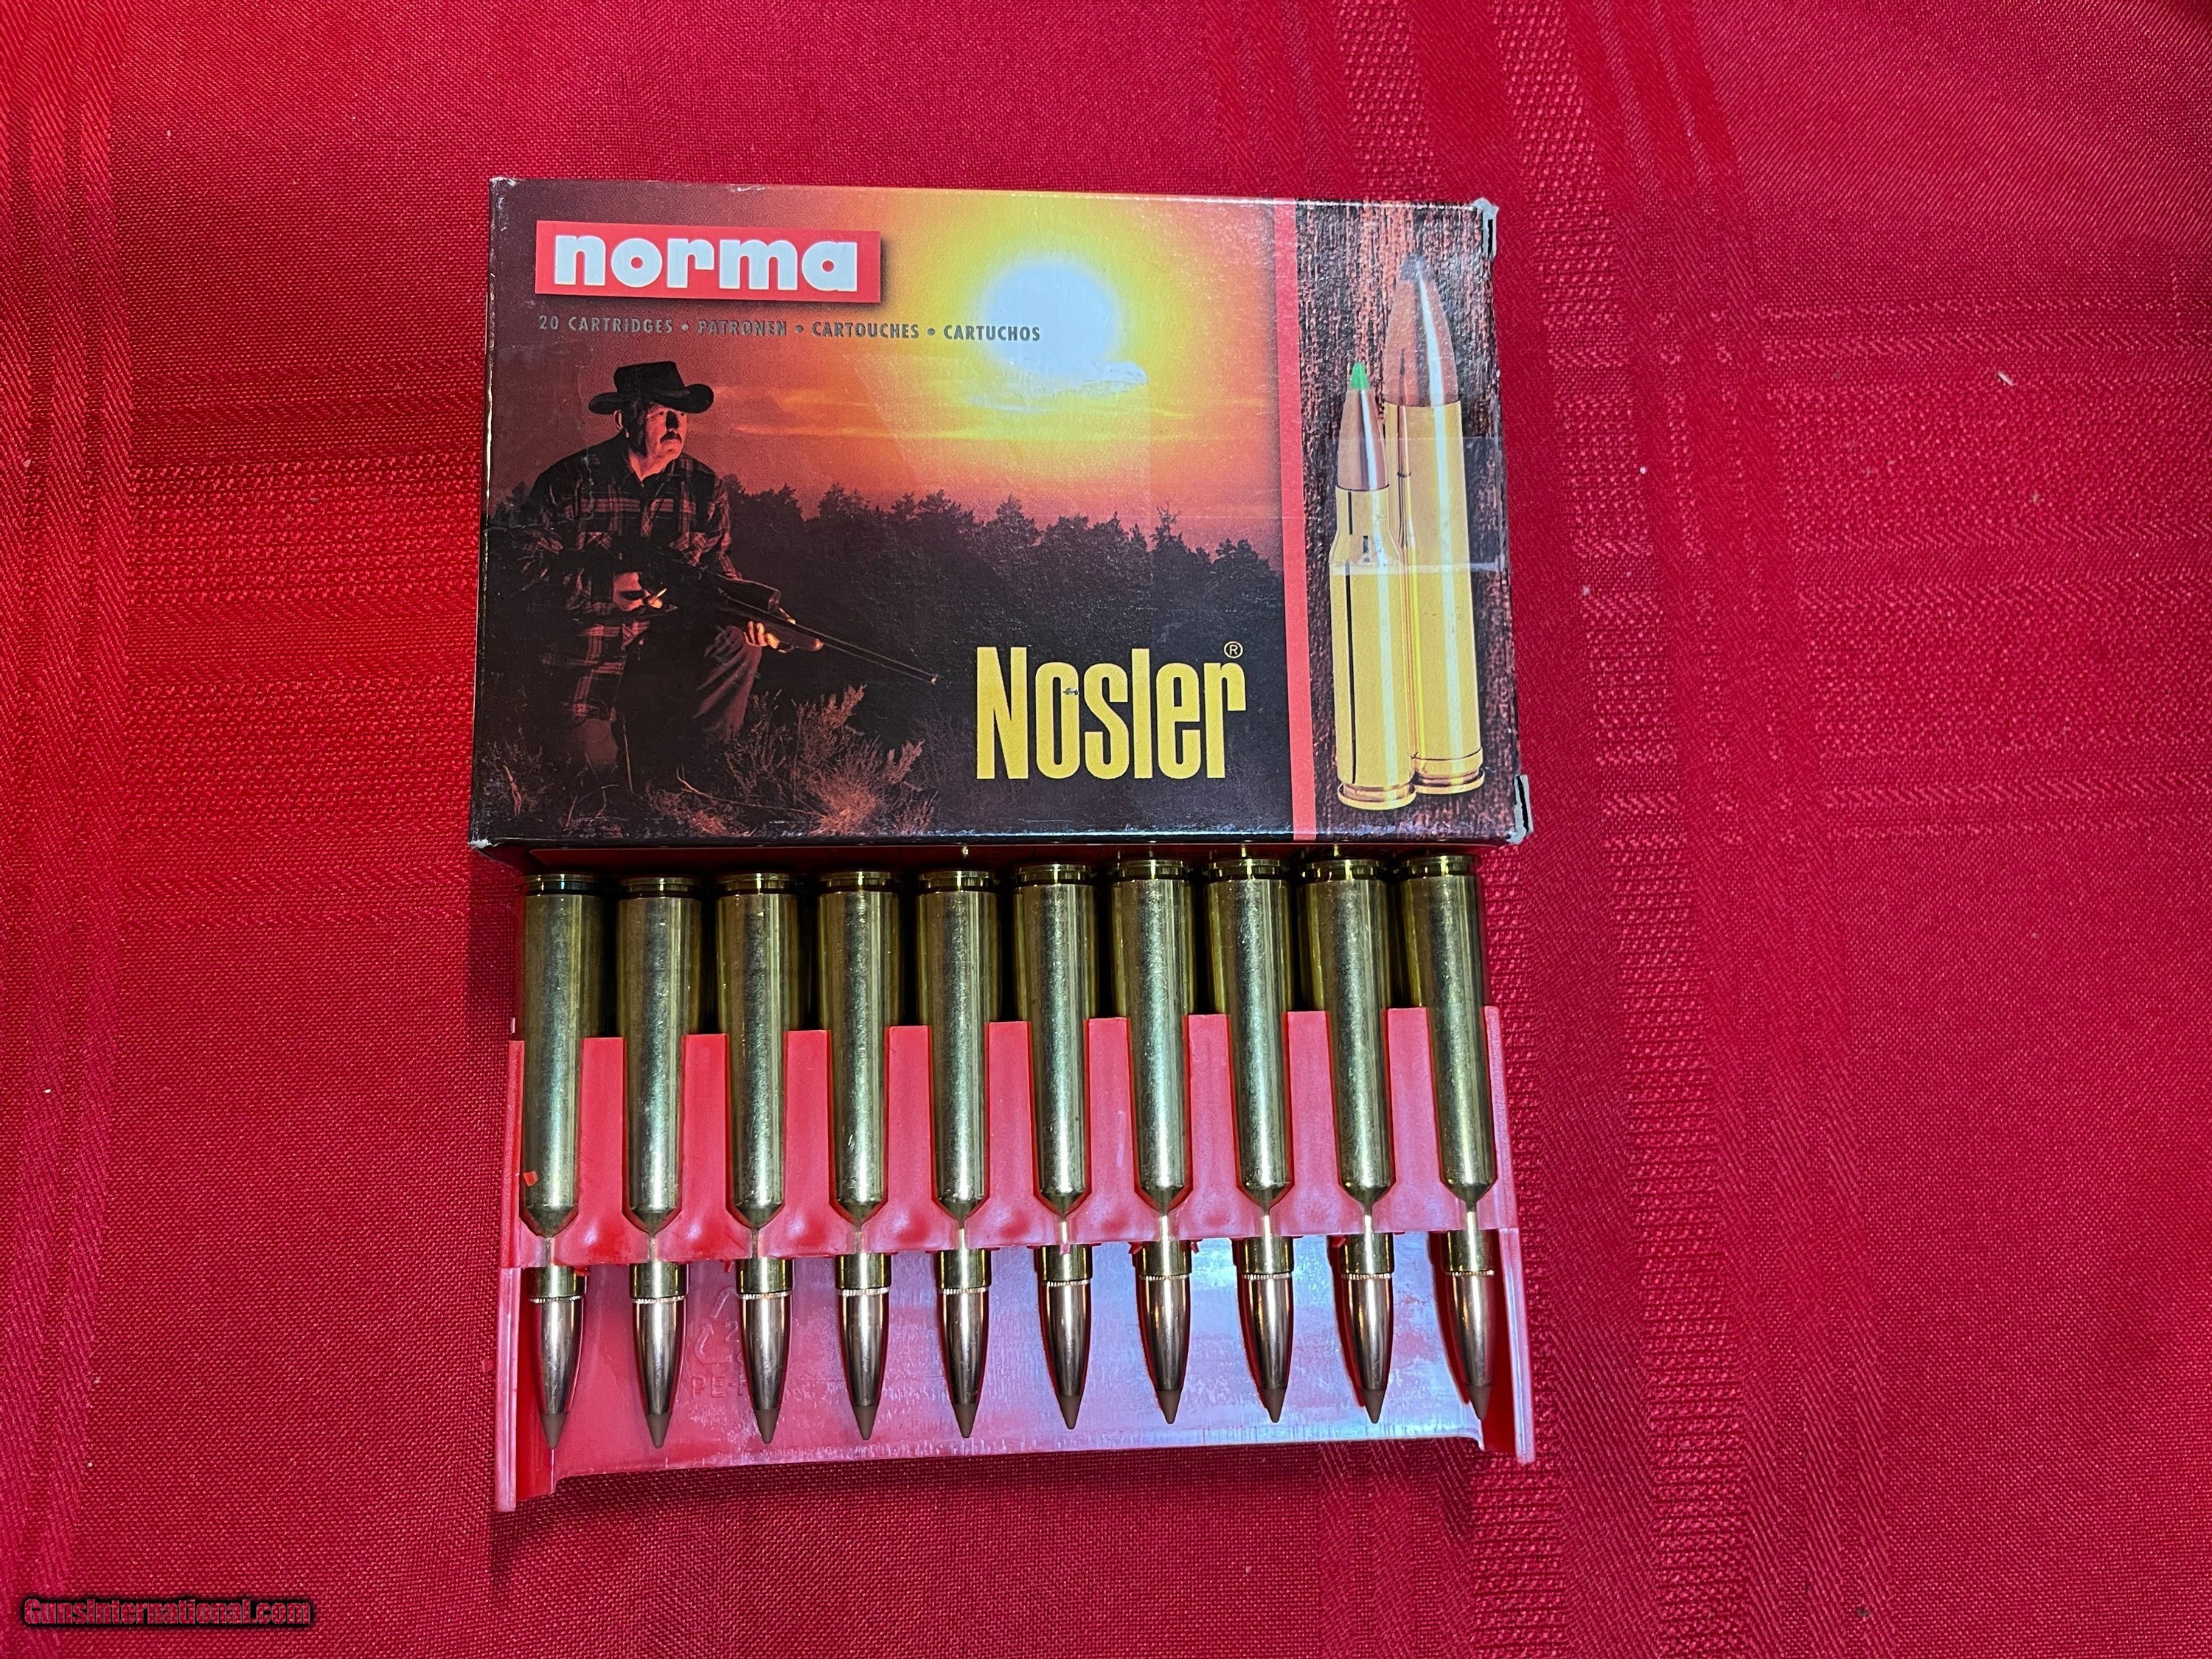 norma
20 CARTRIDGES • PATRONEN • CARTOUCHES • CARTUCHOS
Nosler®
GunsInternational.com